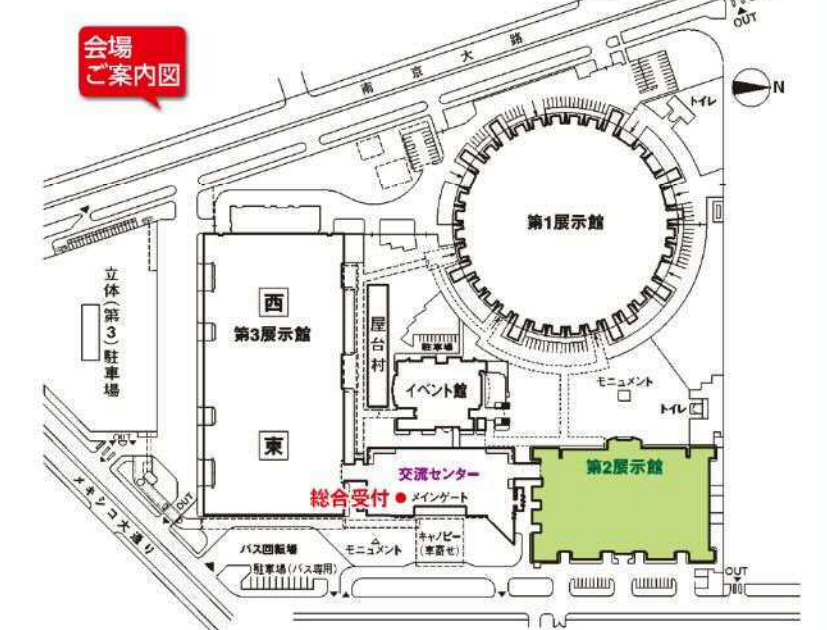 会場
ご案内図
OUT
南京大路
N
トイレ
第1展示館
西
第3展示館
東
立体(第3)駐車場
屋台村
駐車場
イベント館
モニュメント
トイレ
OUT
OUT
メキシコ大通り
交流センター
総合受付
メインゲート
第2展示館
キャノピー
(車寄せ)
モニュメント
バス回転場
駐車場(バス専用)
OUT